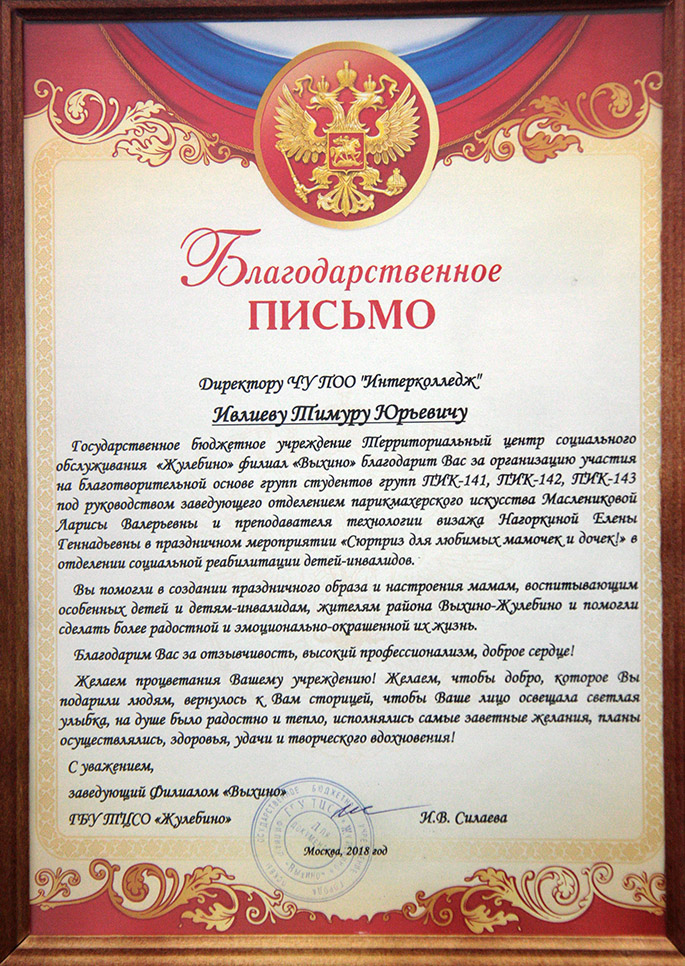 Благодарственное
ПИСЬМО
Директору ЧУ ПОО "Интерколледж"
Ивлиеву Тимуру Юрьевичу
Государственное бюджетное учреждение Территориальный центр социального
обслуживания «Жулебино» филиал «Выхино» благодарит Вас за организацию участия
на благотворительной основе групп студентов групп ПИК-141, ПИК-142, ПИК-143
под руководством заведующего отделением парикмахерского искусства Маслениковой
Ларисы Валерьевны и преподавателя технологии визажа Нагоркиной Елены
Геннадьевны в праздничном мероприятии «Сюрприз для любимых мамочек и дочек!» в
отделении социальной реабилитации детей-инвалидов.
Вы помогли в создании праздничного образа и настроения мамам, воспитывающим
особенных детей и детям-инвалидам, жителям района Выхино-Жулебино и помогли
сделать более радостной и эмоционально-окрашенной их жизнь.
Благодарим Вас за отзывчивость, высокий профессионализм, доброе сердце!
Желаем процветания Вашему учреждению! Желаем, чтобы добро, которое Вы
подарили людям, вернулось к Вам сторицей, чтобы Ваше лицо освещала светлая
улыбка, на душе было радостно и тепло, исполнялись самые заветные желания, планы
осуществлялись, здоровья, удачи и творческого вдохновения!
С уважением,
заведующий Филиалом «Выхино»
ГБУ ТЦСО «Жулебино»
И.В. Силаева
Москва, 2018 год